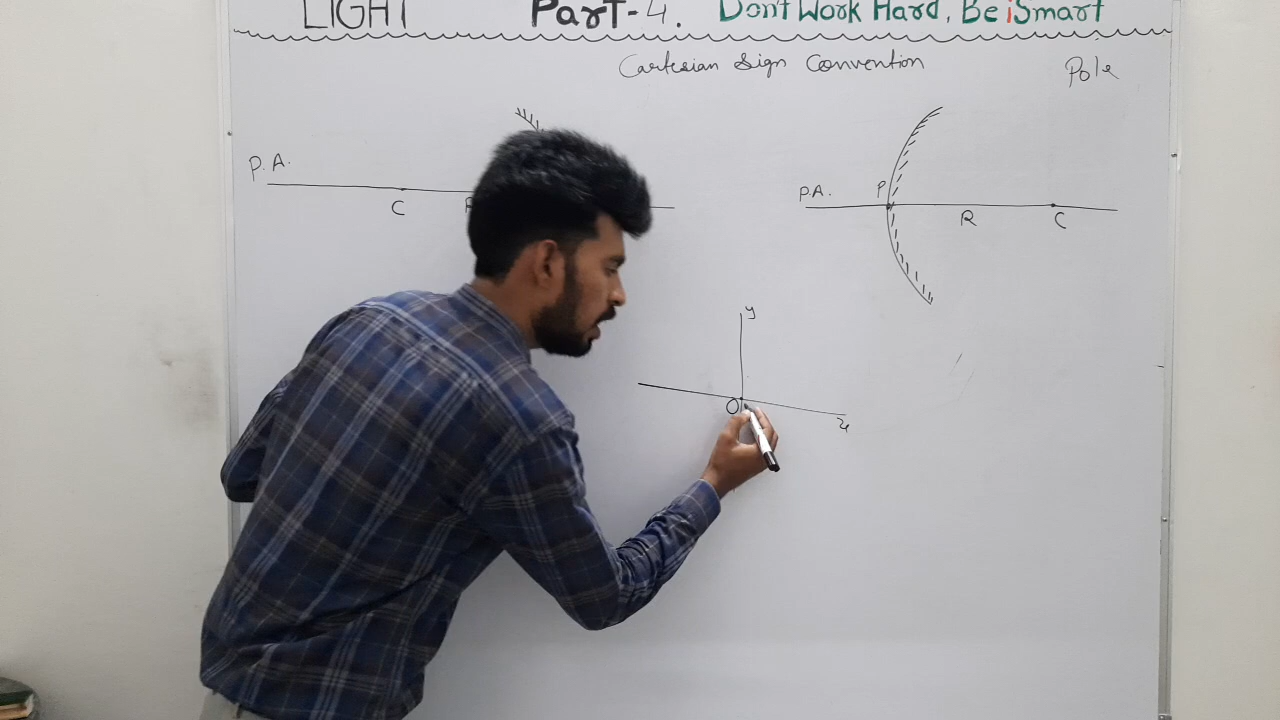 LIGHT PART-4. Don't Work Hard, Be iSmart
Cartesian Sign Convention
Pole
P.A.
C
P.A. P
R C
y
O
x